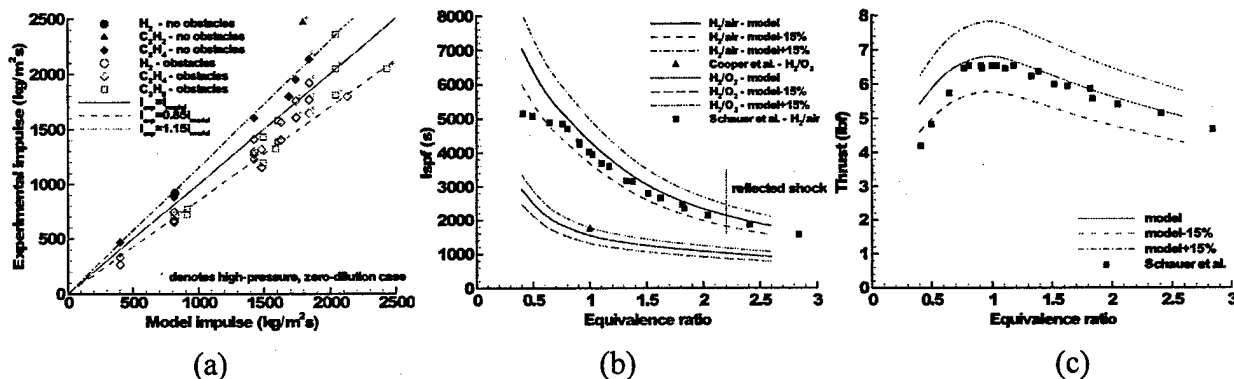 2500
2000
1500
1000
500
0
0 500 1000 1500 2000 2500
Experimental impulse (kg/m²s)
Model impulse (kg/m²s)
H₂ - no obstacles
C₂H₂ - no obstacles
C₂H₄ - no obstacles
H₂ - obstacles
C₂H₄ - obstacles
C₃H₈ - obstacles
denotes high-pressure, zero-dilution case
(a)
8000
7000
6000
5000
4000
3000
2000
1000
0
0 0.5 1 1.5 2 2.5 3
Ispf (s)
Equivalence ratio
H₂/air - model
H₂/air - model-15%
H₂/air - model+15%
Cooper et al. - H₂/O₂
H₂/O₂ - model
H₂/O₂ - model-15%
H₂/O₂ - model+15%
Schauer et al. - H₂/air
reflected shock
(b)
8
7
6
5
4
3
2
1
0
0 0.5 1 1.5 2 2.5 3
Thrust (lbf)
Equivalence ratio
model
model-15%
model+15%
Schauer et al.
(c)